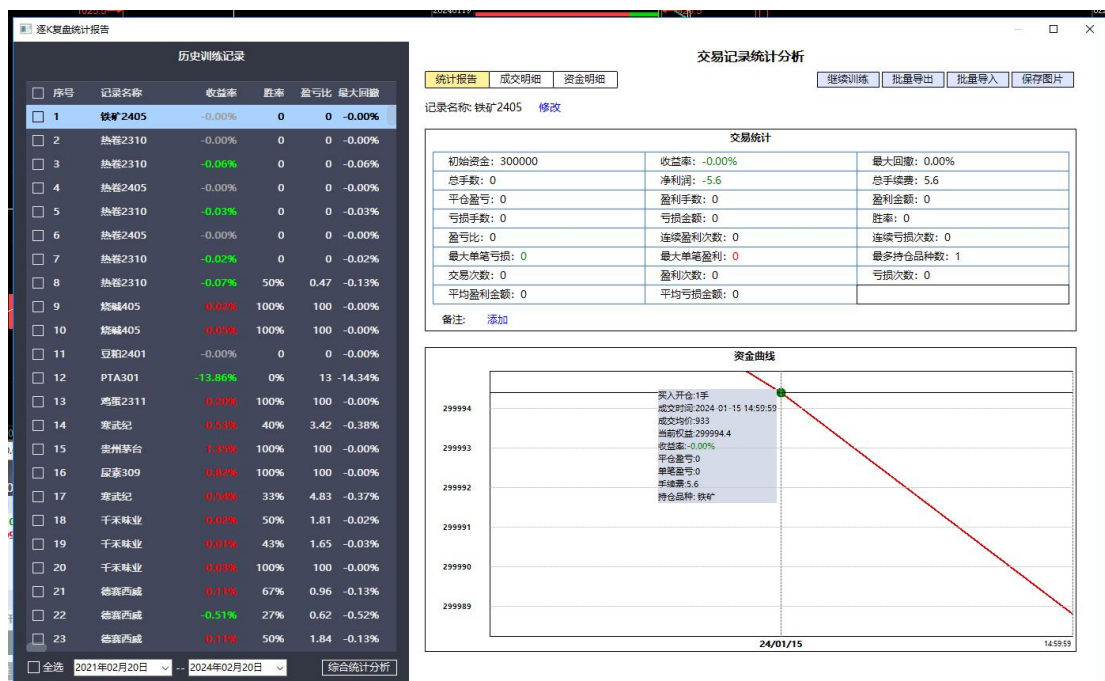 逐K复盘统计报告
历史训练记录
序号 记录名称 收益率 胜率 盈亏比 最大回撤
1 铁矿2405 -0.00% 0 0 -0.00%
2 热卷2310 -0.00% 0 0 -0.00%
3 热卷2310 -0.06% 0 0 -0.06%
4 热卷2405 -0.00% 0 0 -0.00%
5 热卷2310 -0.03% 0 0 -0.03%
6 热卷2405 -0.00% 0 0 -0.00%
7 热卷2310 -0.02% 0 0 -0.02%
8 热卷2310 -0.07% 50% 0.47 -0.13%
9 烧碱405 0.02% 100% 100 -0.00%
10 烧碱405 0.05% 100% 100 -0.00%
11 豆粕2401 -0.00% 0 0 -0.00%
12 PTA301 -13.86% 0% 13 -14.34%
13 鸡蛋2311 0.20% 100% 100 -0.00%
14 寒武纪 0.53% 40% 3.42 -0.38%
15 贵州茅台 1.35% 100% 100 -0.00%
16 尿素309 0.82% 100% 100 -0.00%
17 寒武纪 0.54% 33% 4.83 -0.37%
18 千禾味业 0.02% 50% 1.81 -0.02%
19 千禾味业 0.01% 43% 1.65 -0.03%
20 千禾味业 0.03% 100% 100 -0.00%
21 德赛西威 0.11% 67% 0.96 -0.13%
22 德赛西威 -0.51% 27% 0.62 -0.52%
23 德赛西威 0.11% 50% 1.84 -0.13%
全选 2021年02月20日 -- 2024年02月20日 综合统计分析
交易记录统计分析
统计报告 成交明细 资金明细 继续训练 批量导出 批量导入 保存图片
记录名称: 铁矿2405 修改
交易统计
初始资金: 300000 收益率: -0.00% 最大回撤: 0.00%
总手数: 0 净利润: -5.6 总手续费: 5.6
平仓盈亏: 0 盈利手数: 0 盈利金额: 0
亏损手数: 0 亏损金额: 0 胜率: 0
盈亏比: 0 连续盈利次数: 0 连续亏损次数: 0
最大单笔亏损: 0 最大单笔盈利: 0 最多持仓品种数: 1
交易次数: 0 盈利次数: 0 亏损次数: 0
平均盈利金额: 0 平均亏损金额: 0
备注: 添加
资金曲线
买入开仓:1手
成交时间:2024-01-15 14:59:59
成交均价:933
当前权益:299994.4
收益率:-0.00%
平仓盈亏:0
单笔盈亏:0
手续费:5.6
持仓品种: 铁矿
299994
299993
299992
299991
299990
299989
24/01/15 14:59:59